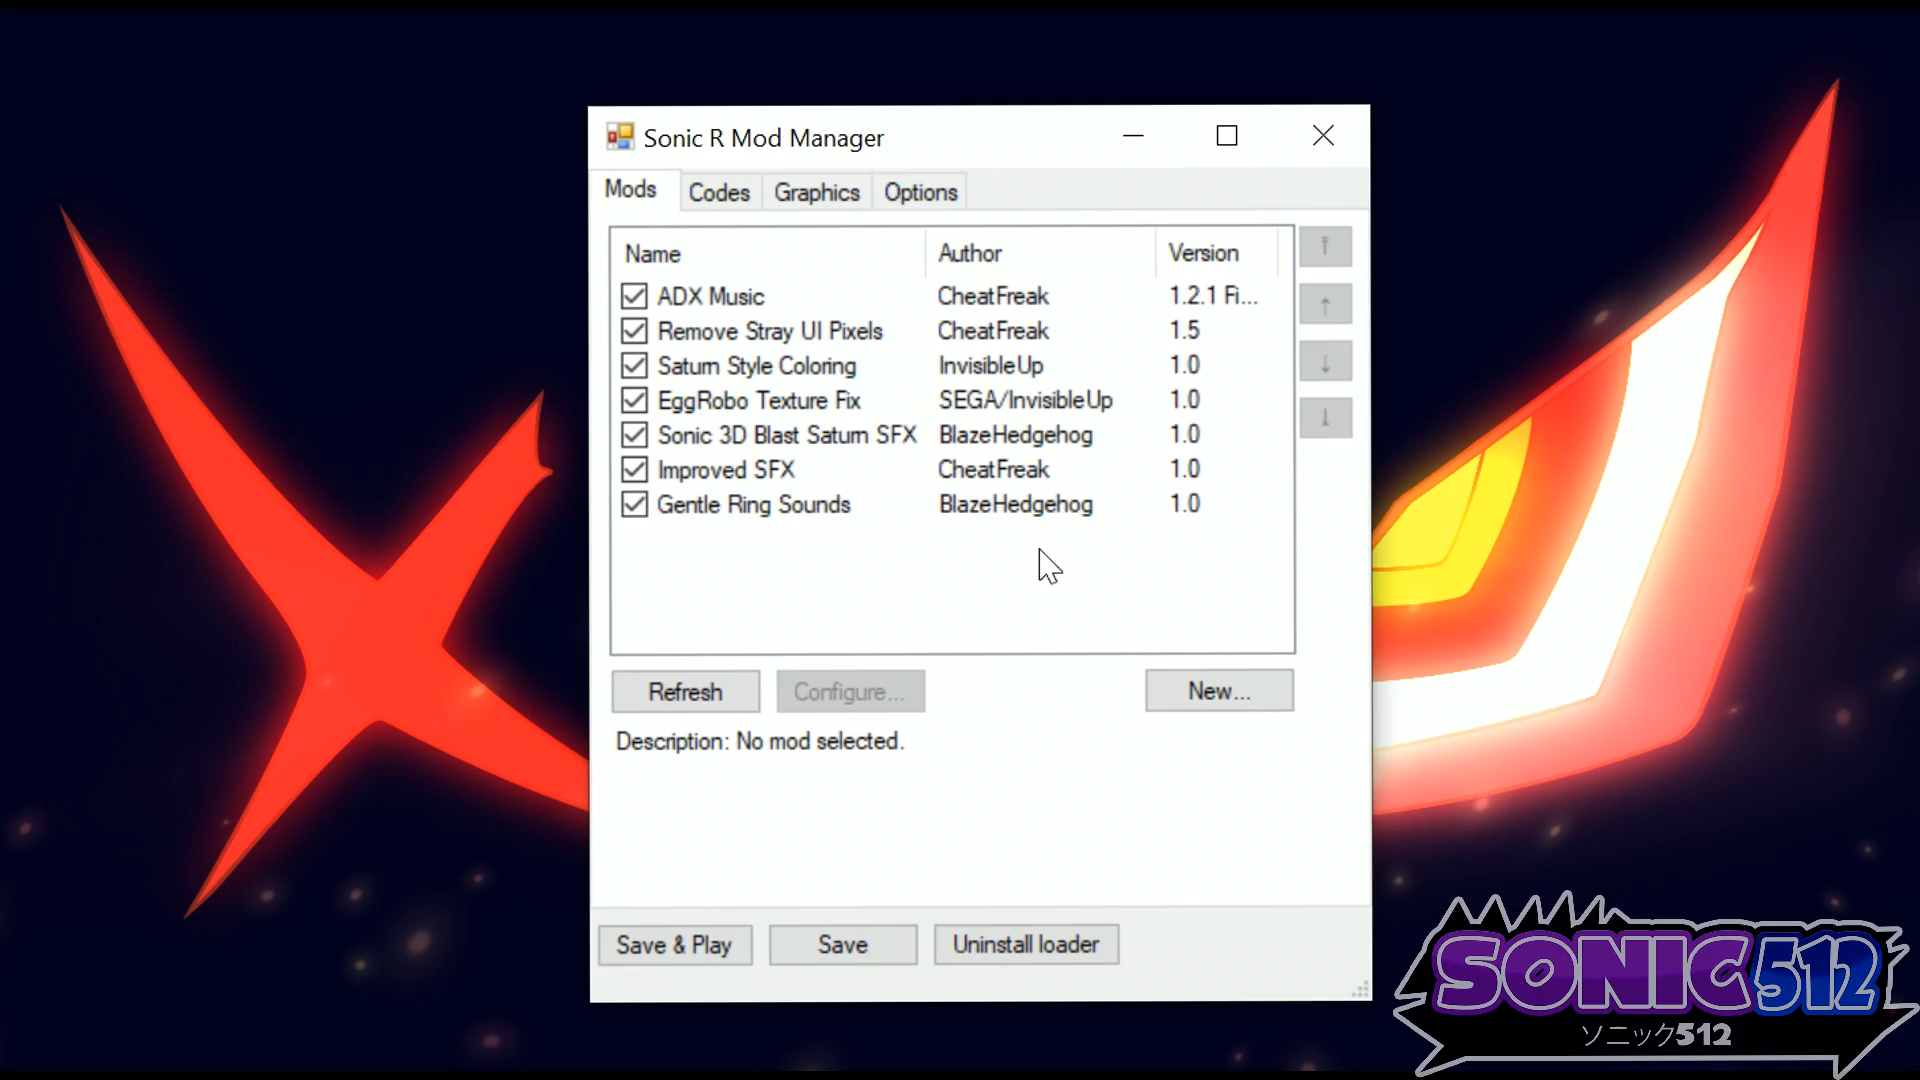 Sonic R Mod Manager
Mods Codes Graphics Options
Name Author Version
ADX Music CheatFreak 1.2.1 Fi...
Remove Stray UI Pixels CheatFreak 1.5
Saturn Style Coloring InvisibleUp 1.0
EggRobo Texture Fix SEGA/InvisibleUp 1.0
Sonic 3D Blast Saturn SFX BlazeHedgehog 1.0
Improved SFX CheatFreak 1.0
Gentle Ring Sounds BlazeHedgehog 1.0
Refresh Configure... New...
Description: No mod selected.
Save & Play Save Uninstall loader
SONIC512
ソニック512